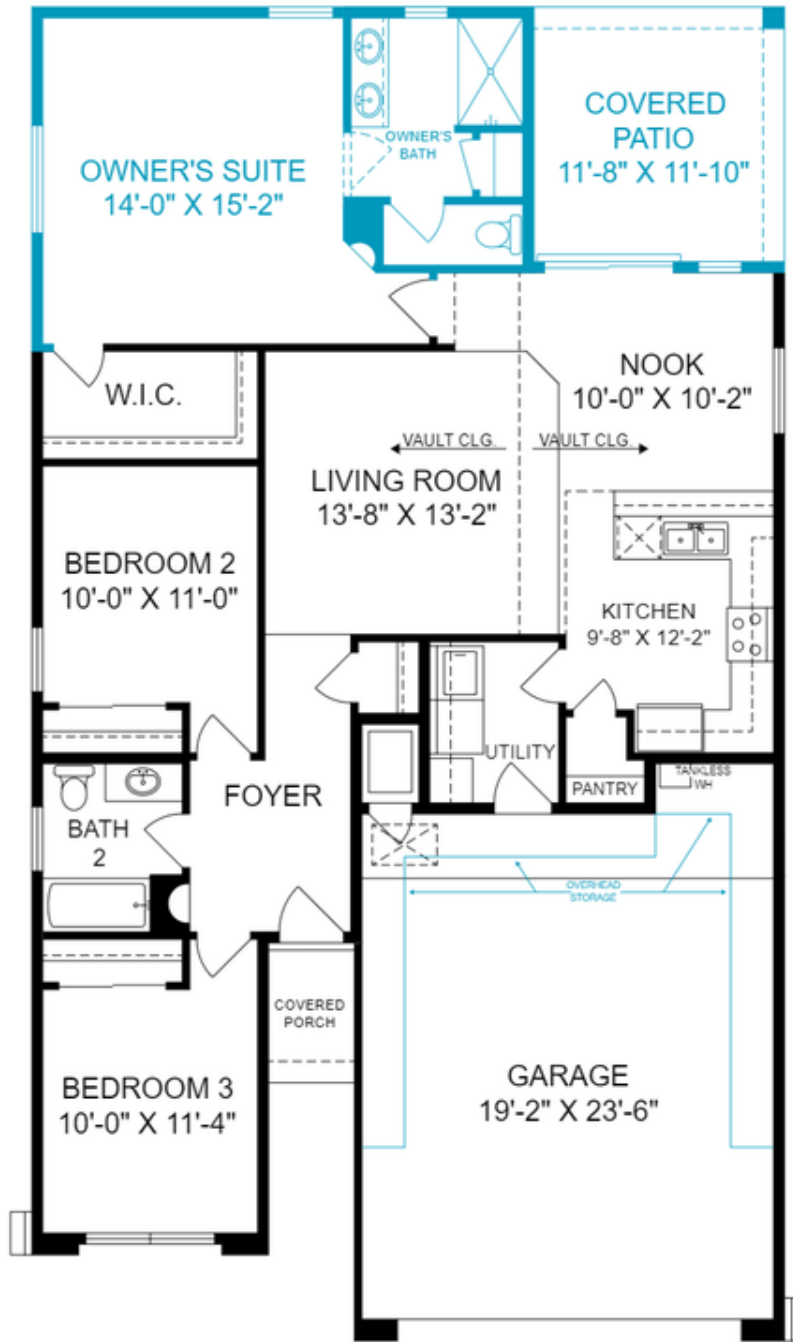 OWNER'S SUITE
14'-0" X 15'-2"
OWNER'S
BATH
COVERED
PATIO
11'-8" X 11'-10"
W.I.C.
NOOK
10'-0" X 10'-2"
VAULT CLG.
VAULT CLG.
LIVING ROOM
13'-8" X 13'-2"
BEDROOM 2
10'-0" X 11'-0"
KITCHEN
9'-8" X 12'-2"
UTILITY
PANTRY
TANKLESS
WH
FOYER
BATH
2
OVERHEAD
STORAGE
COVERED
PORCH
BEDROOM 3
10'-0" X 11'-4"
GARAGE
19'-2" X 23'-6"